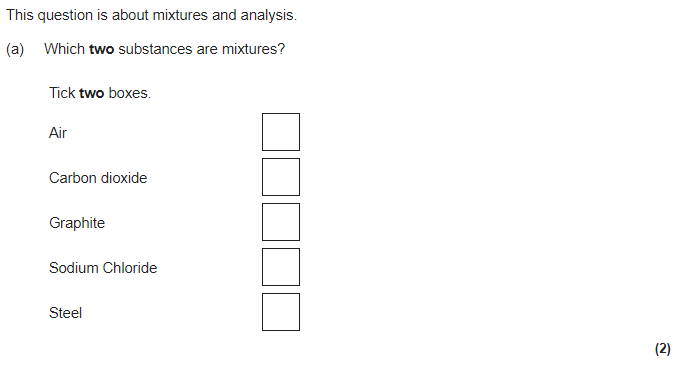 This question is about mixtures and analysis.
(a) Which two substances are mixtures?
Tick two boxes.
Air
Carbon dioxide
Graphite
Sodium Chloride
Steel
(2)